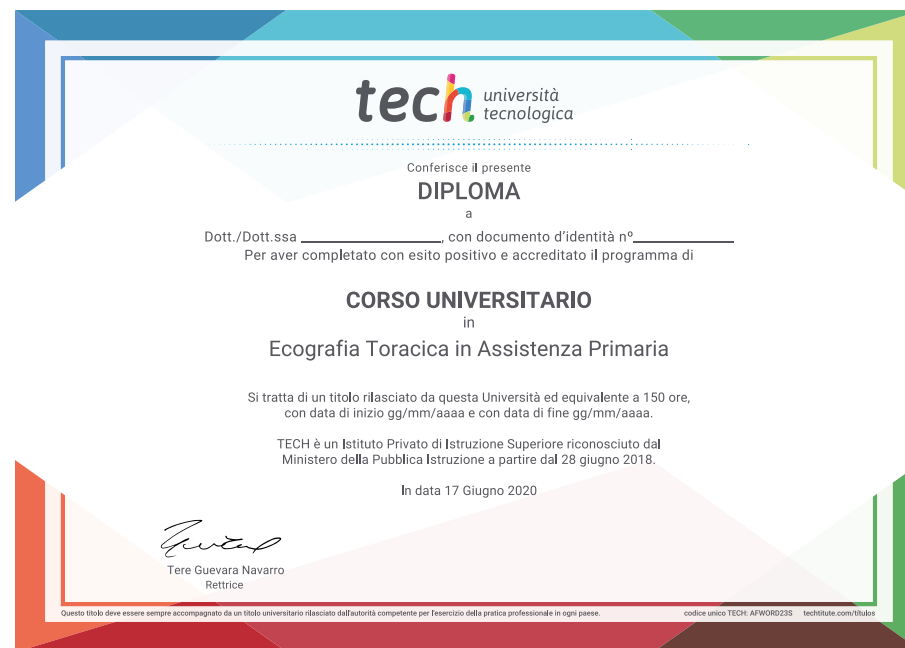 tech università
tecnologica
Conferisce il presente
DIPLOMA
a
Dott./Dott.ssa ____________________, con documento d'identità nº______________
Per aver completato con esito positivo e accreditato il programma di
CORSO UNIVERSITARIO
in
Ecografia Toracica in Assistenza Primaria
Si tratta di un titolo rilasciato da questa Università ed equivalente a 150 ore,
con data di inizio gg/mm/aaaa e con data di fine gg/mm/aaaa.
TECH è un Istituto Privato di Istruzione Superiore riconosciuto dal
Ministero della Pubblica Istruzione a partire dal 28 giugno 2018.
In data 17 Giugno 2020
Tere Guevara Navarro
Rettrice
Questo titolo deve essere sempre accompagnato da un titolo universitario rilasciato dall'autorità competente per l'esercizio della pratica professionale in ogni paese. codice unico TECH: AFWORD23S techtitute.com/títulos